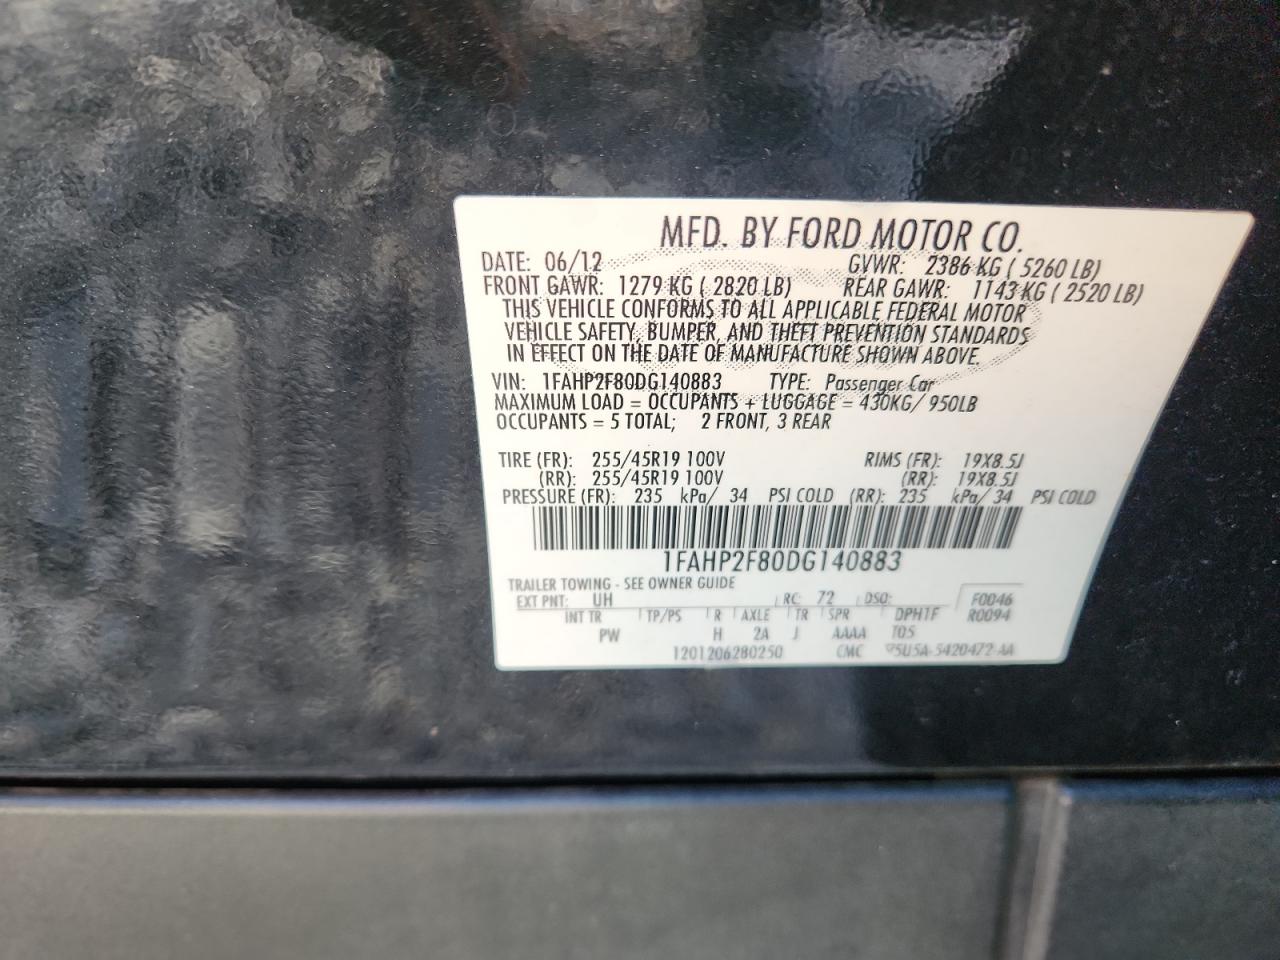 MFD. BY FORD MOTOR CO.
DATE: 06/12 GVWR: 2386 KG ( 5260 LB)
FRONT GAWR: 1279 KG ( 2820 LB) REAR GAWR: 1143 KG ( 2520 LB)
THIS VEHICLE CONFORMS TO ALL APPLICABLE FEDERAL MOTOR
VEHICLE SAFETY, BUMPER, AND THEFT PREVENTION STANDARDS
IN EFFECT ON THE DATE OF MANUFACTURE SHOWN ABOVE.
VIN: 1FAHP2F80DG140883 TYPE: Passenger Car
MAXIMUM LOAD = OCCUPANTS + LUGGAGE = 430KG/ 950LB
OCCUPANTS = 5 TOTAL; 2 FRONT, 3 REAR
TIRE (FR): 255/45R19 100V RIMS (FR): 19X8.5J
(RR): 255/45R19 100V (RR): 19X8.5J
PRESSURE (FR): 235 kPa/ 34 PSI COLD (RR): 235 kPa/ 34 PSI COLD
1FAHP2F80DG140883
TRAILER TOWING - SEE OWNER GUIDE
EXT PNT: UH RC: 72 DSO: F0046
INT TR TP/PS R AXLE TR SPR DPH1F R0094
PW H 2A J AAAA T05
1201206280250 CMC 5U5A-5420472-AA